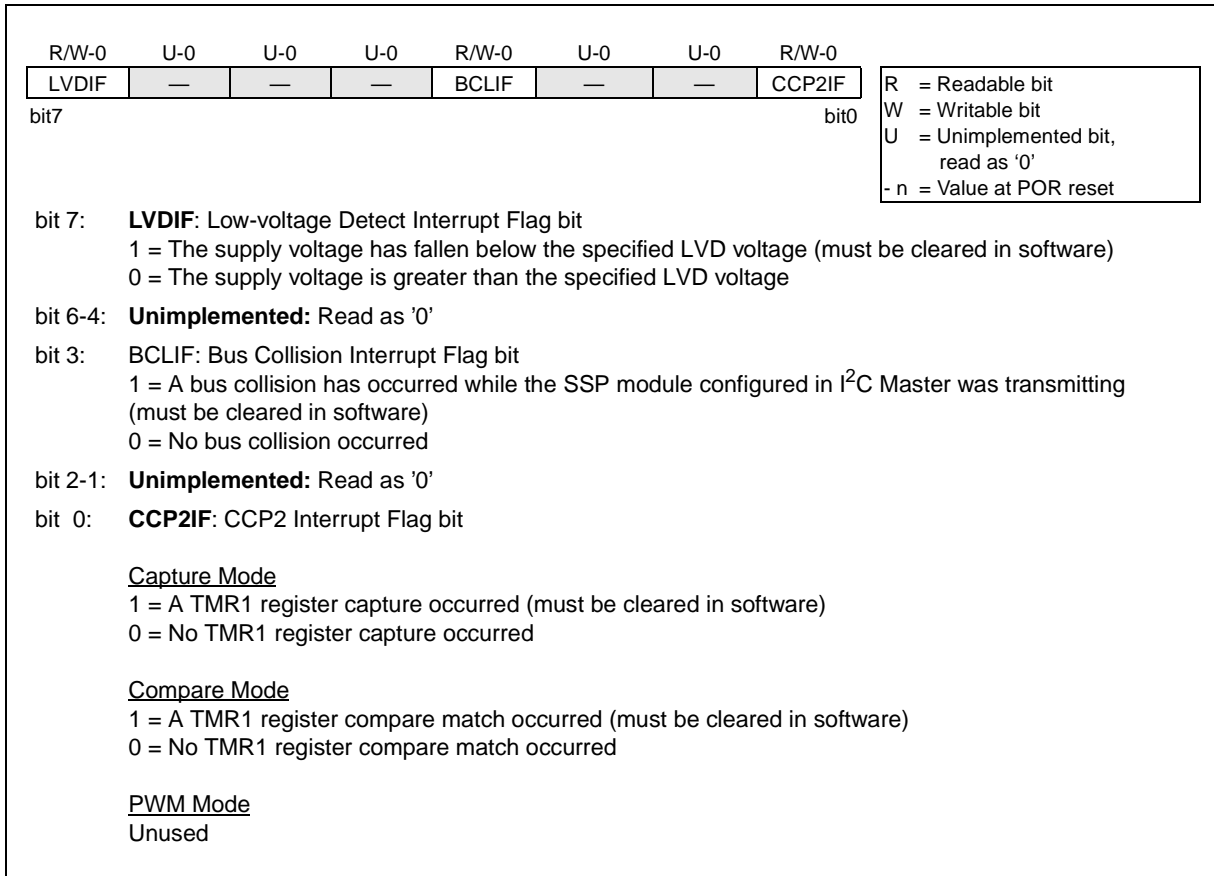 R/W-0 U-0 U-0 U-0 R/W-0 U-0 U-0 R/W-0
LVDIF — — — BCLIF — — CCP2IF
bit7 bit0
R = Readable bit
W = Writable bit
U = Unimplemented bit,
read as ‘0’
- n = Value at POR reset
bit 7: LVDIF: Low-voltage Detect Interrupt Flag bit
1 = The supply voltage has fallen below the specified LVD voltage (must be cleared in software)
0 = The supply voltage is greater than the specified LVD voltage
bit 6-4: Unimplemented: Read as '0'
bit 3: BCLIF: Bus Collision Interrupt Flag bit
1 = A bus collision has occurred while the SSP module configured in I²C Master was transmitting
(must be cleared in software)
0 = No bus collision occurred
bit 2-1: Unimplemented: Read as '0'
bit 0: CCP2IF: CCP2 Interrupt Flag bit
Capture Mode
1 = A TMR1 register capture occurred (must be cleared in software)
0 = No TMR1 register capture occurred
Compare Mode
1 = A TMR1 register compare match occurred (must be cleared in software)
0 = No TMR1 register compare match occurred
PWM Mode
Unused